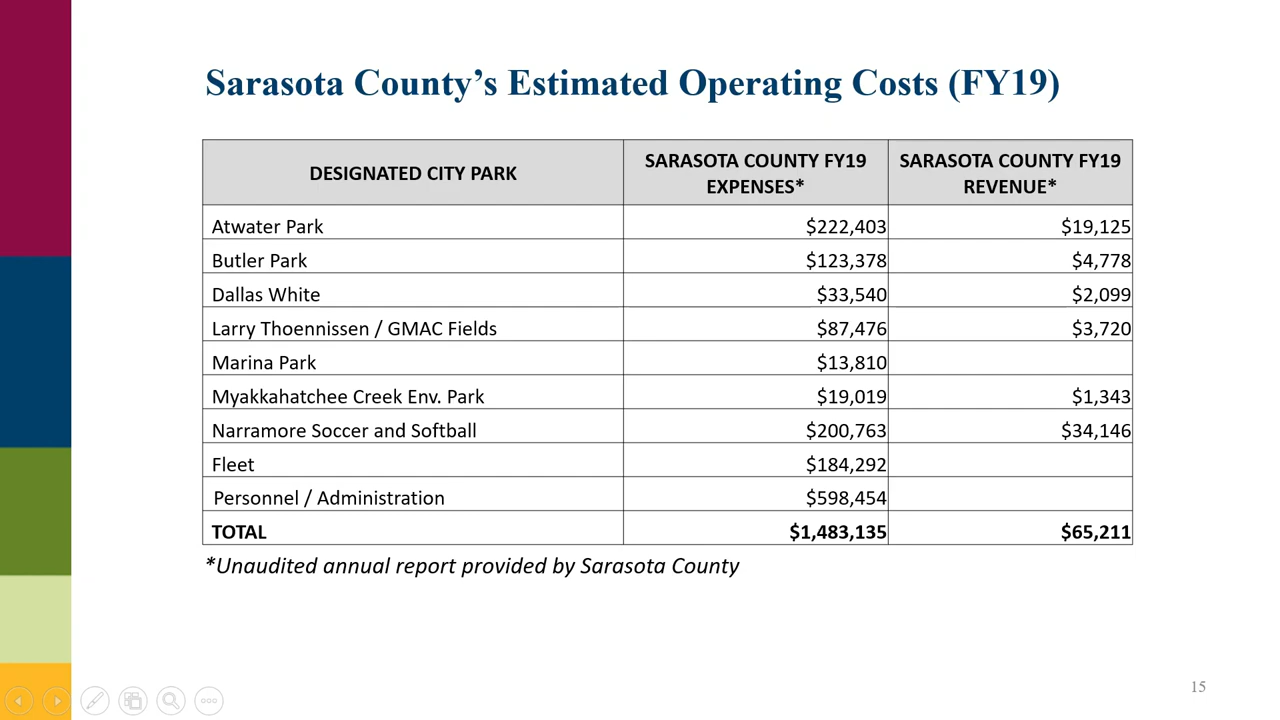 Sarasota County’s Estimated Operating Costs (FY19)
DESIGNATED CITY PARK SARASOTA COUNTY FY19 EXPENSES* SARASOTA COUNTY FY19 REVENUE*
Atwater Park $222,403 $19,125
Butler Park $123,378 $4,778
Dallas White $33,540 $2,099
Larry Thoennissen / GMAC Fields $87,476 $3,720
Marina Park $13,810
Myakkahatchee Creek Env. Park $19,019 $1,343
Narramore Soccer and Softball $200,763 $34,146
Fleet $184,292
Personnel / Administration $598,454
TOTAL $1,483,135 $65,211
*Unaudited annual report provided by Sarasota County
15